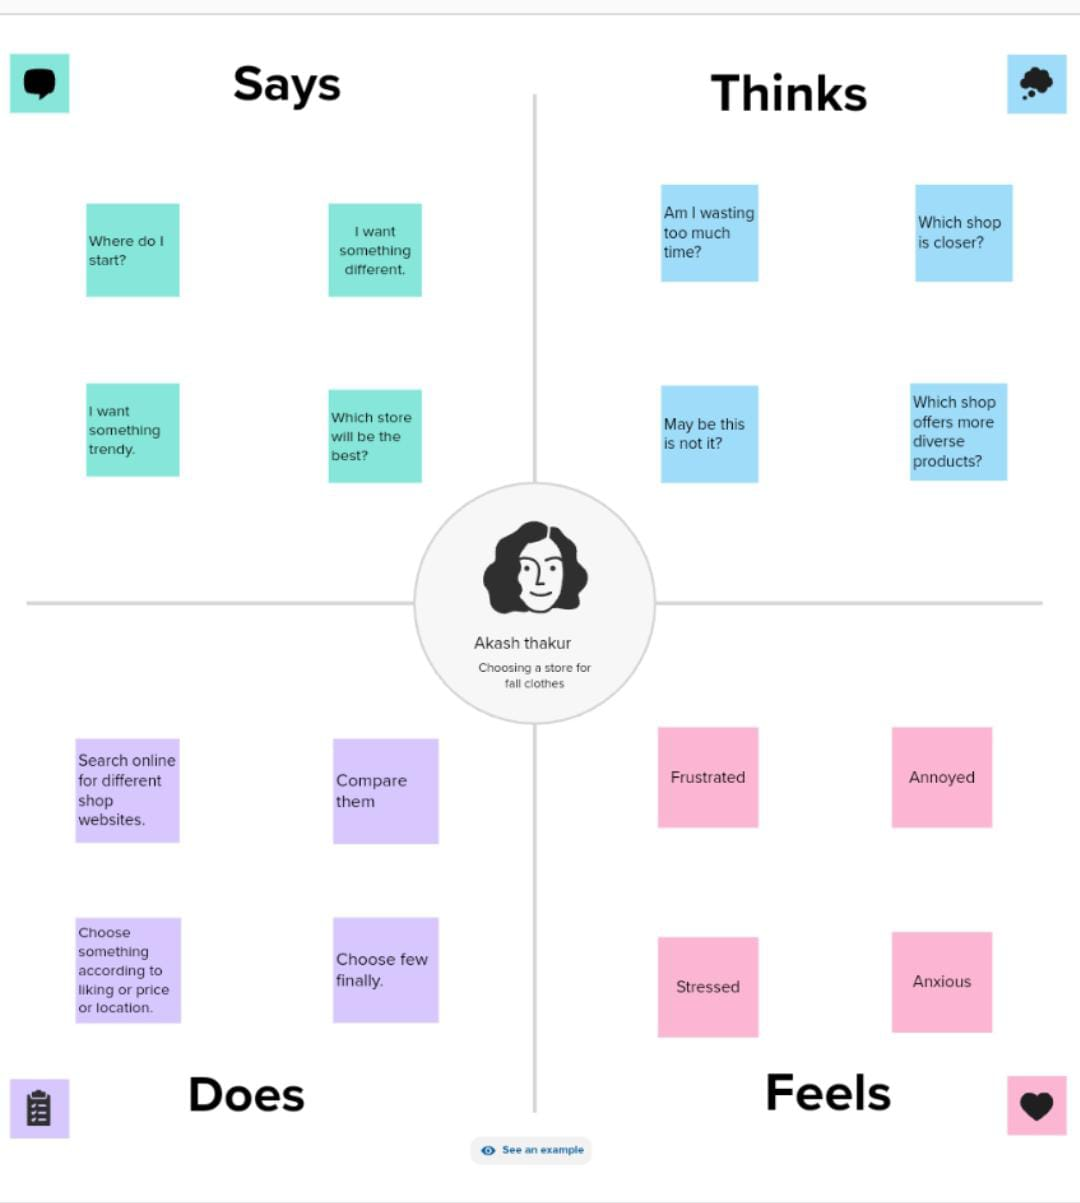 Says
Thinks
Where do I
start?
I want
something
different.
Am I wasting
too much
time?
Which shop
is closer?
I want
something
trendy.
Which store
will be the
best?
May be this
is not it?
Which shop
offers more
diverse
products?
Akash thakur
Choosing a store for
fall clothes
Search online
for different
shop
websites.
Compare
them
Frustrated
Annoyed
Choose
something
according to
liking or price
or location.
Choose few
finally.
Stressed
Anxious
Does
Feels
See an example